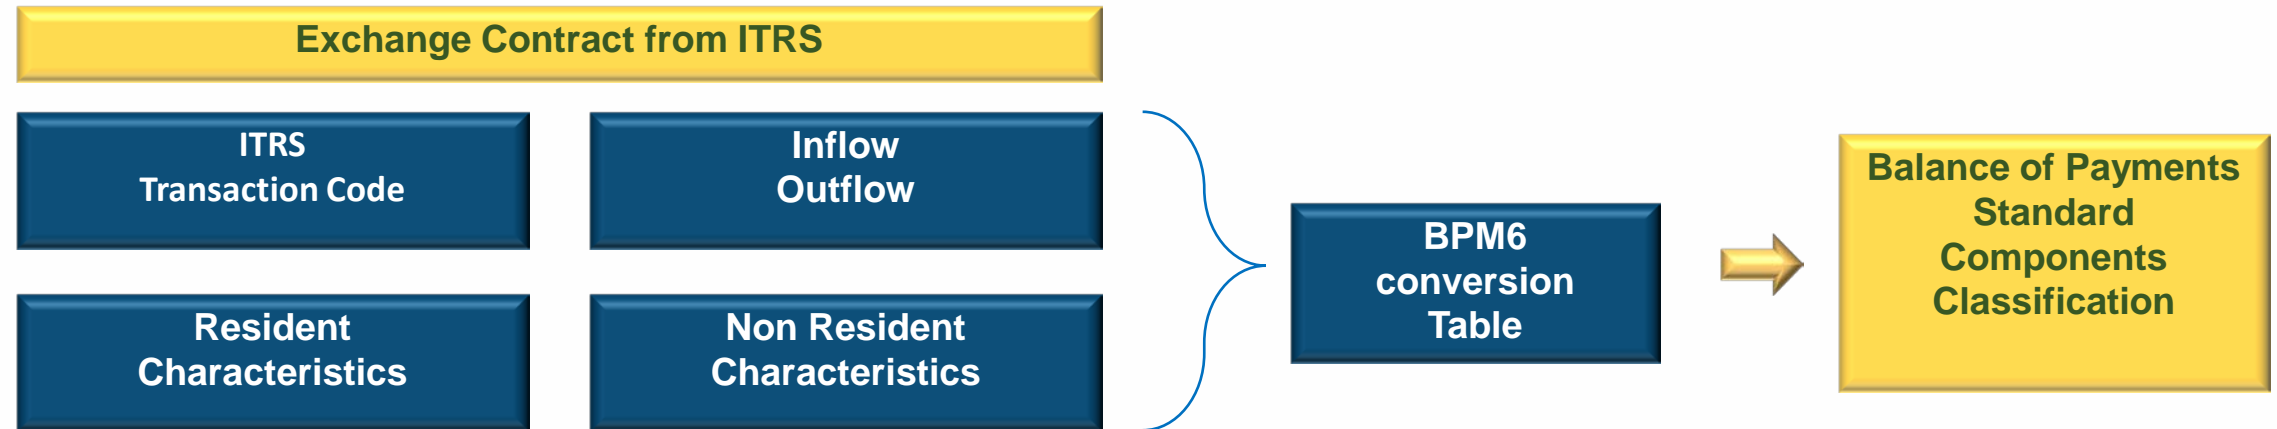 Exchange Contract from ITRS
ITRS
Transaction Code
Inflow
Outflow
Resident
Characteristics
Non Resident
Characteristics
BPM6
conversion
Table
Balance of Payments
Standard
Components
Classification